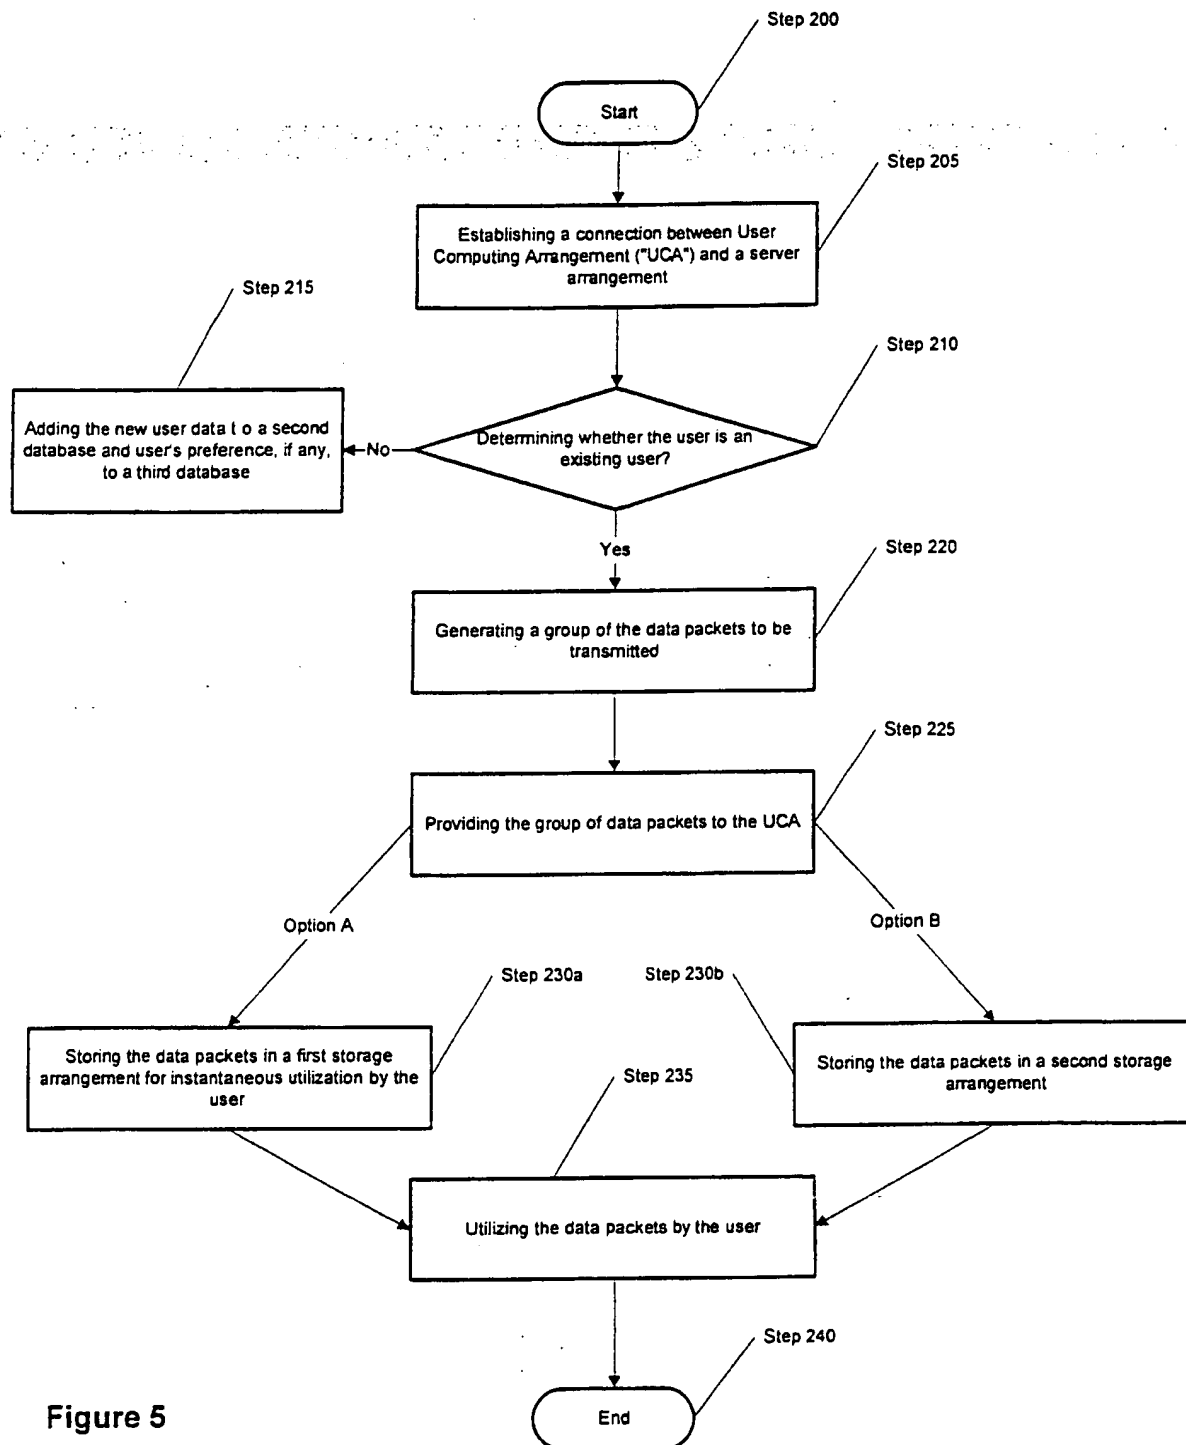 Step 200
Start
Step 205
Establishing a connection between User
Computing Arrangement ("UCA") and a server
arrangement
Step 215
Step 210
Adding the new user data t o a second
database and user's preference, if any,
to a third database
No
Determining whether the user is an
existing user?
Yes
Step 220
Generating a group of the data packets to be
transmitted
Step 225
Providing the group of data packets to the UCA
Option A
Option B
Step 230a
Step 230b
Storing the data packets in a first storage
arrangement for instantaneous utilization by the
user
Storing the data packets in a second storage
arrangement
Step 235
Utilizing the data packets by the user
Step 240
End
Figure 5